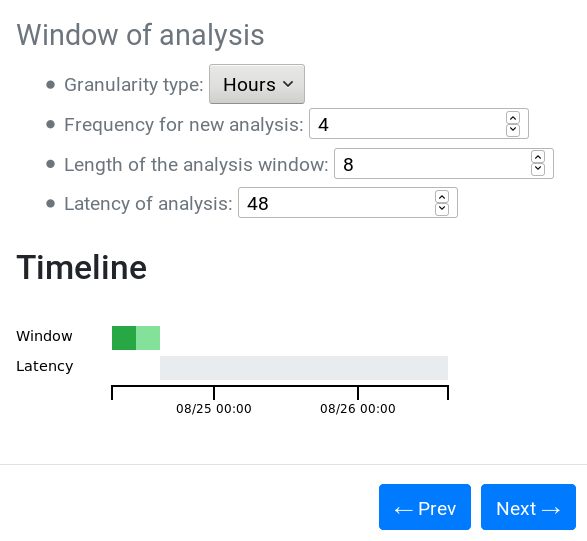 Window of analysis
Granularity type: Hours
Frequency for new analysis: 4
Length of the analysis window: 8
Latency of analysis: 48
Timeline
Window
Latency
08/25 00:00 08/26 00:00
← Prev Next →